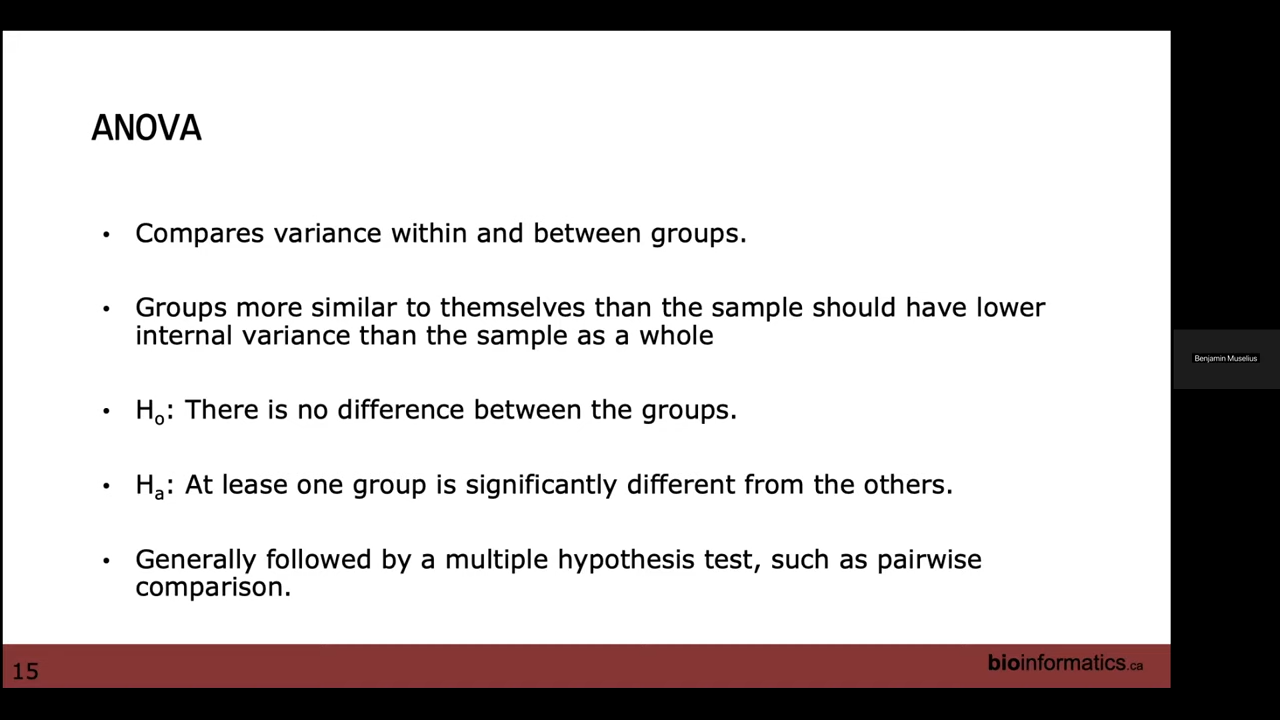 ANOVA
• Compares variance within and between groups.
• Groups more similar to themselves than the sample should have lower
internal variance than the sample as a whole
• Ho: There is no difference between the groups.
• Ha: At lease one group is significantly different from the others.
• Generally followed by a multiple hypothesis test, such as pairwise
comparison.
Benjamin Muselius
15
bioinformatics.ca